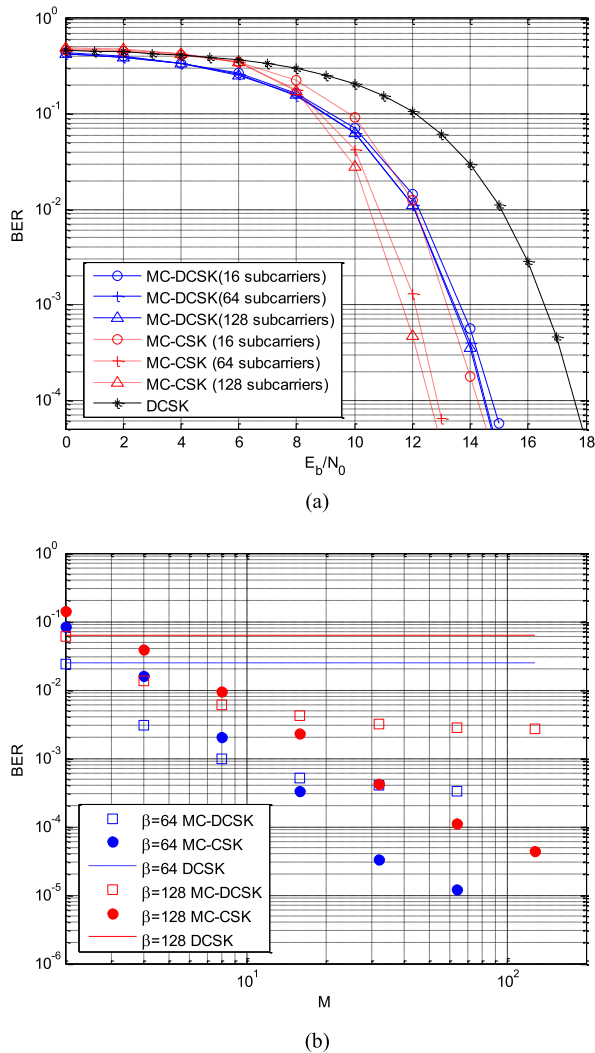 10^0
10^-1
10^-2
10^-3
10^-4
BER
MC-DCSK(16 subcarriers)
MC-DCSK(64 subcarriers)
MC-DCSK(128 subcarriers)
MC-CSK (16 subcarriers)
MC-CSK (64 subcarriers)
MC-CSK (128 subcarriers)
DCSK
0 2 4 6 8 10 12 14 16 18
E_b/N_0
(a)
10^0
10^-1
10^-2
10^-3
10^-4
10^-5
10^-6
BER
β=64 MC-DCSK
β=64 MC-CSK
β=64 DCSK
β=128 MC-DCSK
β=128 MC-CSK
β=128 DCSK
10^1 10^2
M
(b)